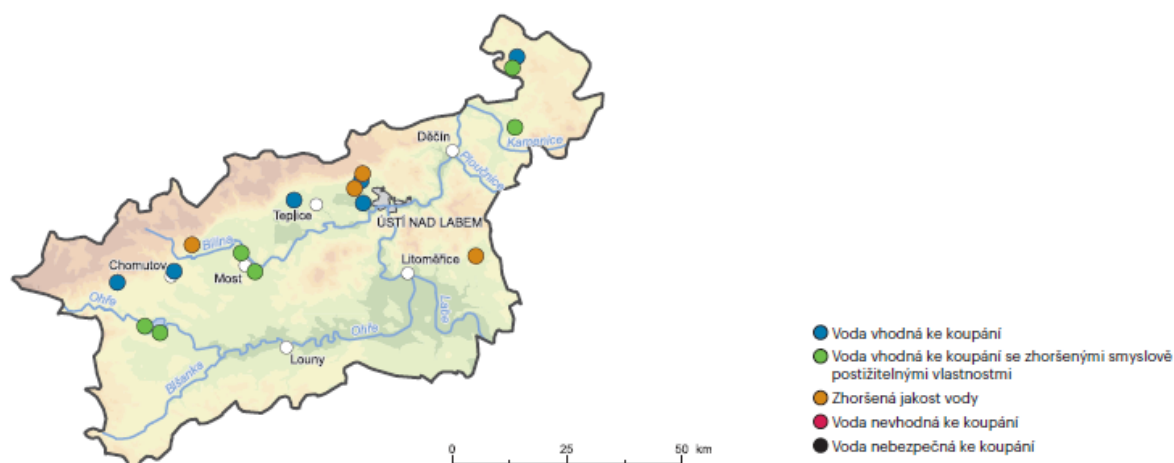 Děčín
Kamenice
Ploučnice
Teplice
ÚSTÍ NAD LABEM
Bílina
Chomutov
Most
Litoměřice
Ohře
Labe
Ohře
Louny
Blšanka
Voda vhodná ke koupání
Voda vhodná ke koupání se zhoršenými smyslově
postižitelnými vlastnostmi
Zhoršená jakost vody
Voda nevhodná ke koupání
Voda nebezpečná ke koupání
0 25 50 km